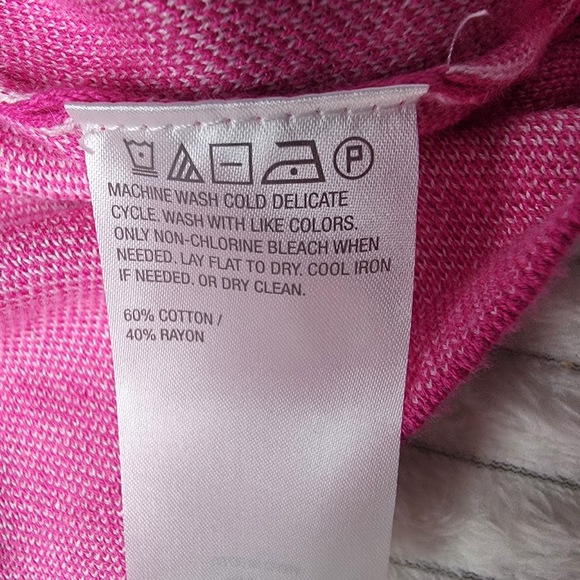 P
MACHINE WASH COLD DELICATE
CYCLE. WASH WITH LIKE COLORS.
ONLY NON-CHLORINE BLEACH WHEN
NEEDED. LAY FLAT TO DRY. COOL IRON
IF NEEDED. OR DRY CLEAN.
60% COTTON /
40% RAYON